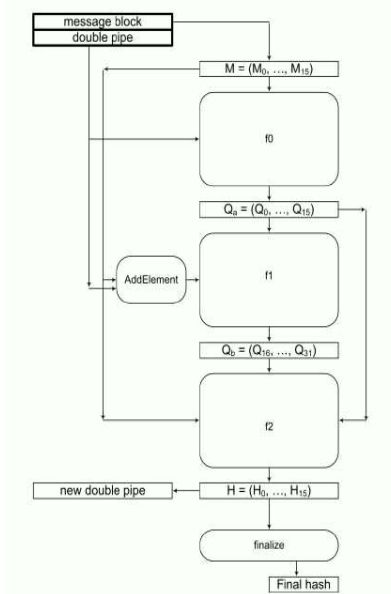 message block
double pipe
M = (M₀, ..., M₁₅)
f0
Qₐ = (Q₀, ..., Q₁₅)
AddElement
f1
Q_b = (Q₁₆, ..., Q₃₁)
f2
new double pipe
H = (H₀, ..., H₁₅)
finalize
Final hash